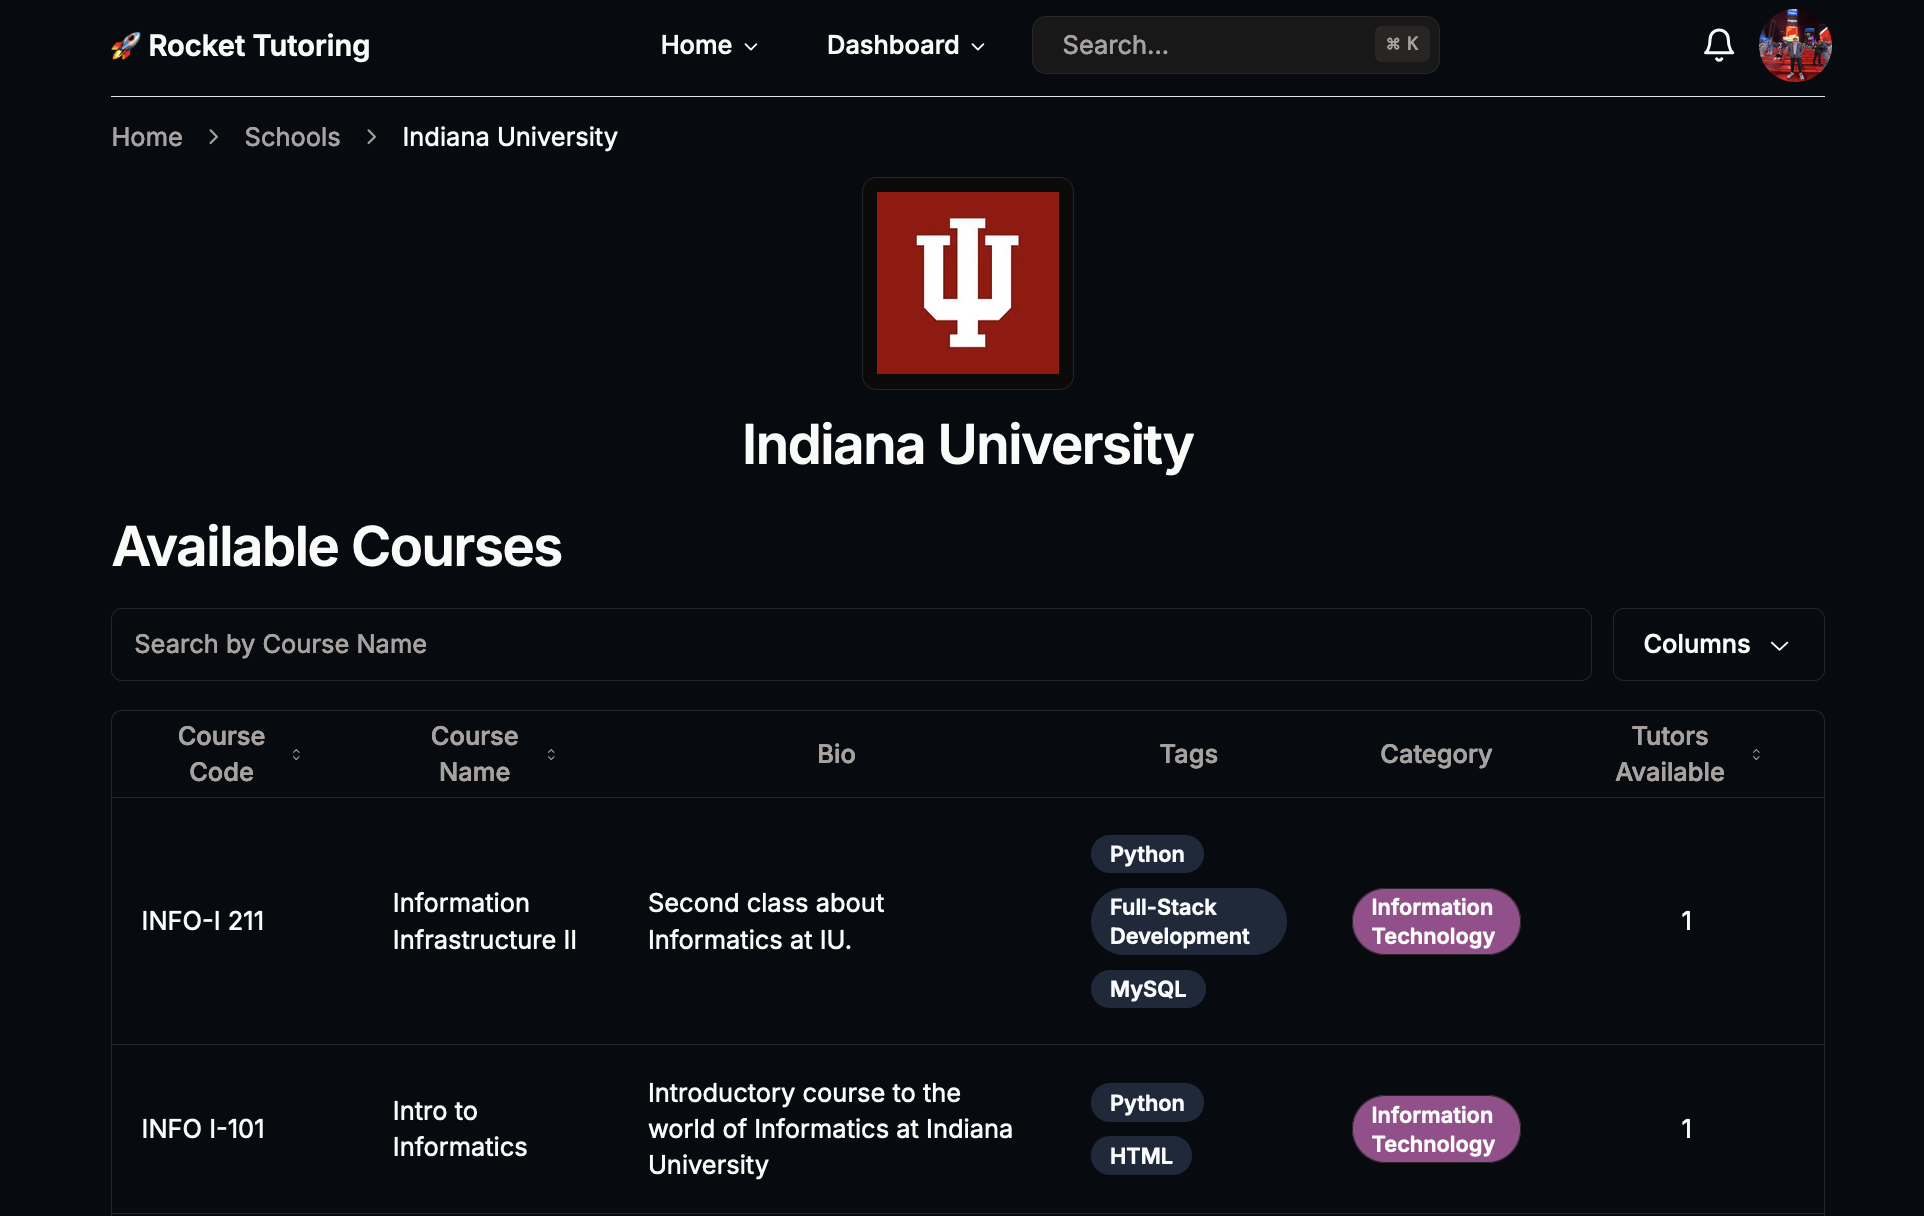 🚀 Rocket Tutoring
Home
Dashboard
Search...
⌘ K
Home > Schools > Indiana University
Indiana University
Available Courses
Search by Course Name
Columns
Course Code
Course Name
Bio
Tags
Category
Tutors Available
INFO-I 211
Information
Infrastructure II
Second class about
Informatics at IU.
Python
Full-Stack
Development
MySQL
Information
Technology
1
INFO I-101
Intro to
Informatics
Introductory course to the
world of Informatics at Indiana
University
Python
HTML
Information
Technology
1